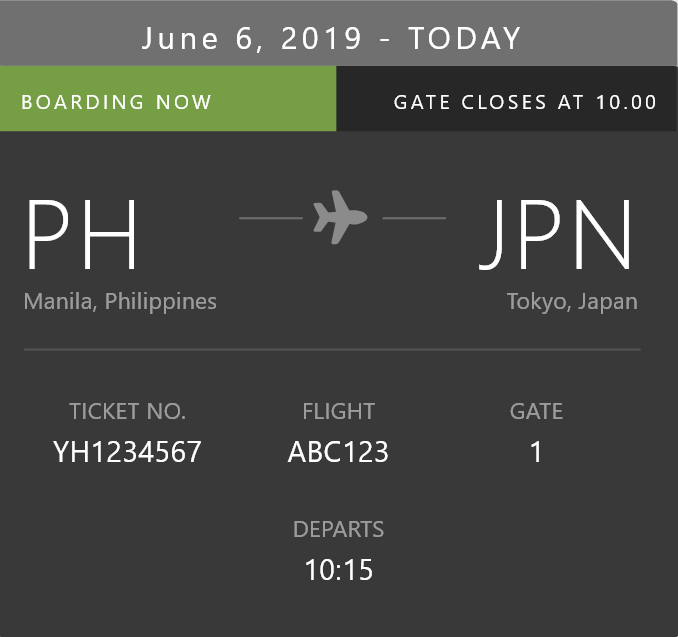 June 6, 2019 - TODAY
BOARDING NOW
GATE CLOSES AT 10.00
PH
JPN
Manila, Philippines
Tokyo, Japan
TICKET NO.
FLIGHT
GATE
YH1234567
ABC123
1
DEPARTS
10:15